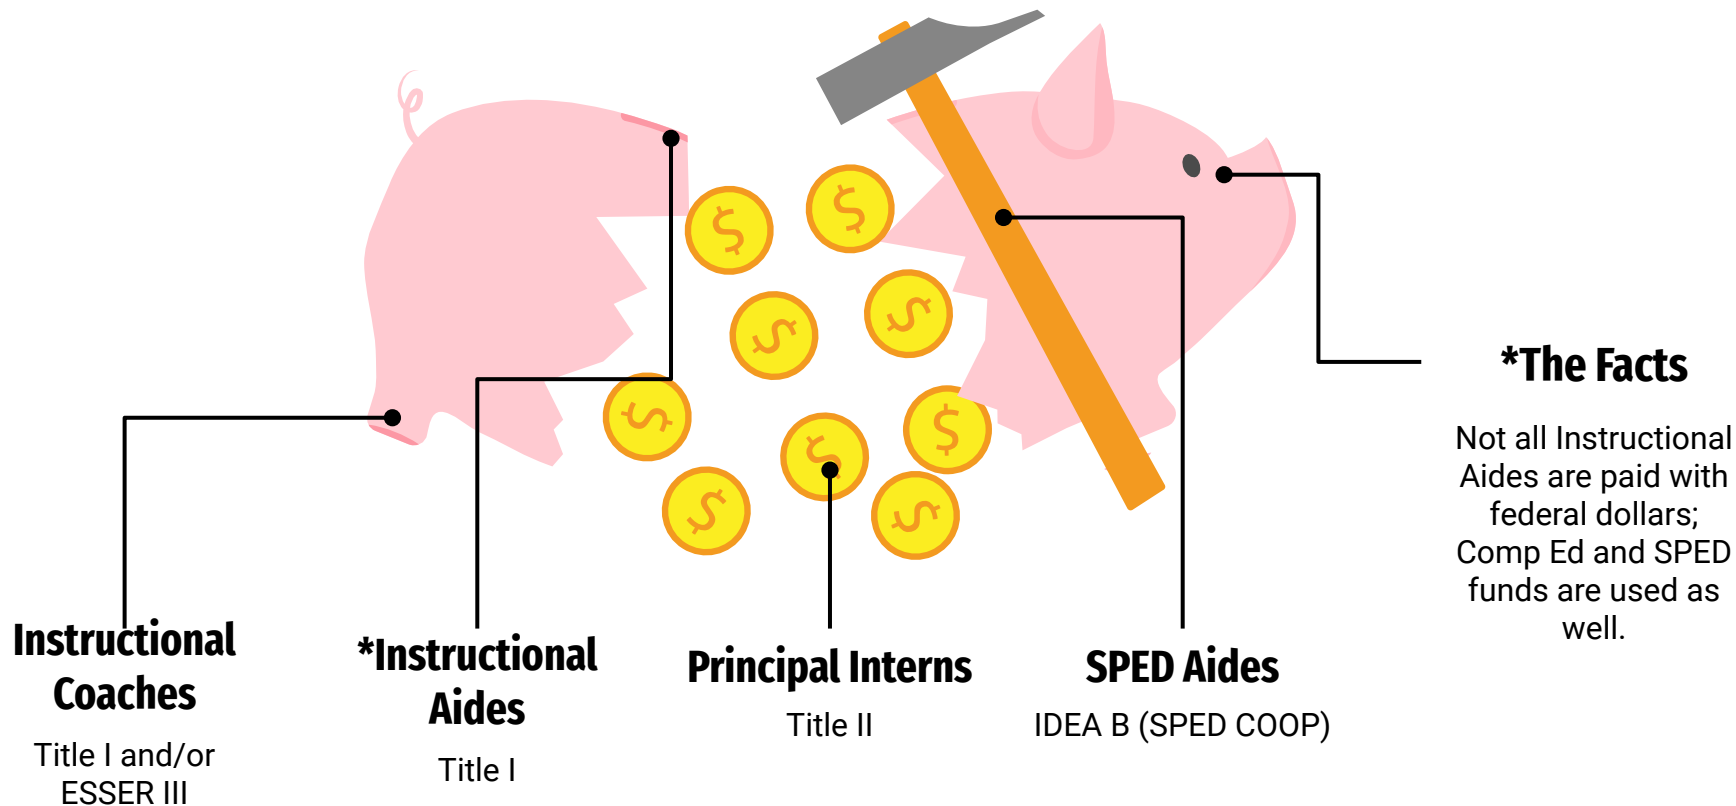 Instructional
Coaches
Title I and/or
ESSER III
*Instructional
Aides
Title I
Principal Interns
Title II
SPED Aides
IDEA B (SPED COOP)
*The Facts
Not all Instructional
Aides are paid with
federal dollars;
Comp Ed and SPED
funds are used as
well.
$
$
$
$
$
$
$
$
$